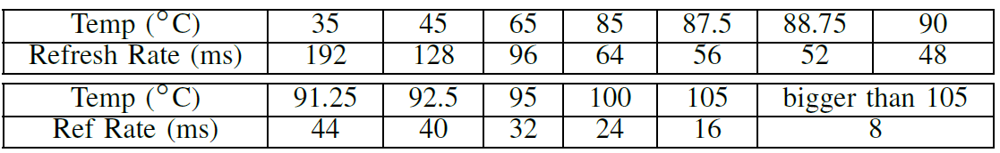 Temp (°C) 35 45 65 85 87.5 88.75 90
Refresh Rate (ms) 192 128 96 64 56 52 48
Temp (°C) 91.25 92.5 95 100 105 bigger than 105
Ref Rate (ms) 44 40 32 24 16 8